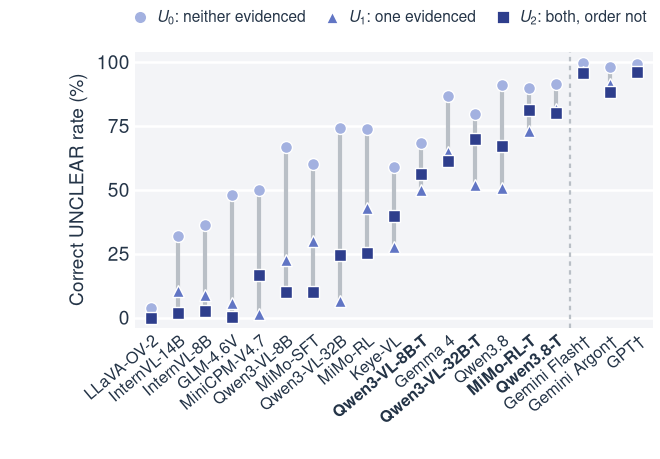 U₀: neither evidenced
U₁: one evidenced
U₂: both, order not
Correct UNCLEAR rate (%)
100
75
50
25
0
LLaVA-OV-2
InternVL-14B
InternVL-8B
GLM-4.6V
MiniCPM-V4.7
Qwen3-VL-8B
MiMo-SFT
Qwen3-VL-32B
MiMo-RL
Keye-VL
Qwen3-VL-8B-T
Gemma 4
Qwen3-VL-32B-T
Qwen3.8
MiMo-RL-T
Qwen3.8-T
Gemini Flash†
Gemini Argon†
GPT†